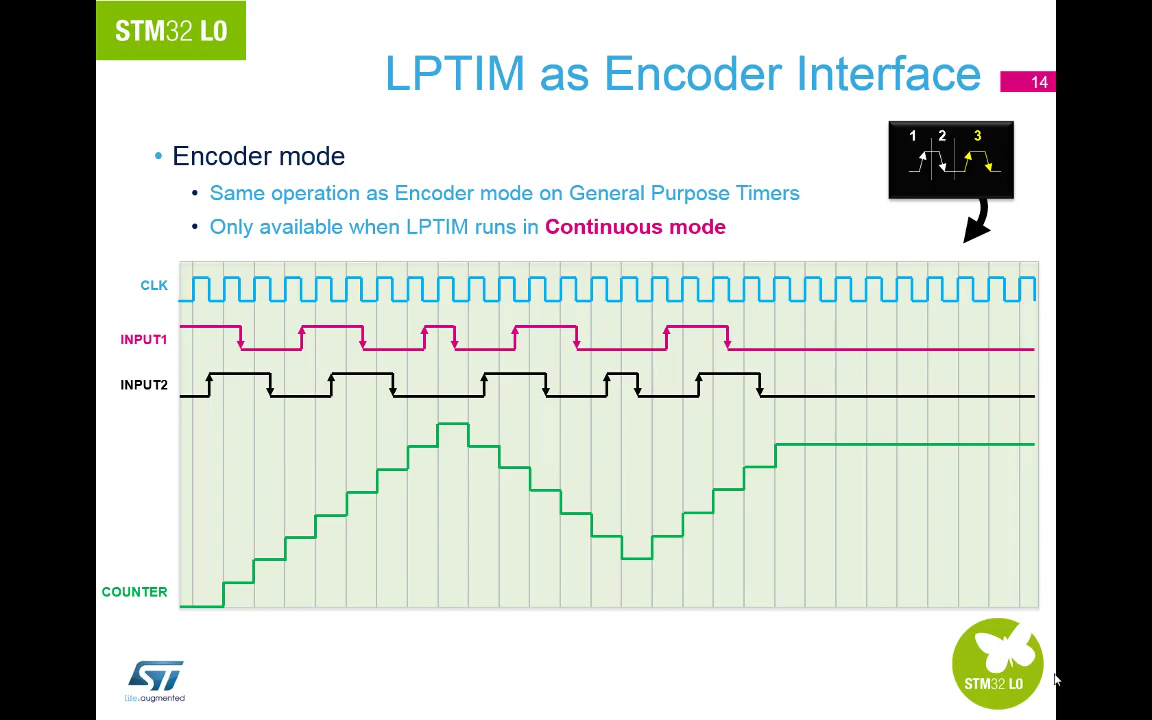 STM32 L0
LPTIM as Encoder Interface
14
1 2 3
• Encoder mode
• Same operation as Encoder mode on General Purpose Timers
• Only available when LPTIM runs in Continuous mode
CLK
INPUT1
INPUT2
COUNTER
ST
life.augmented
STM32 L0